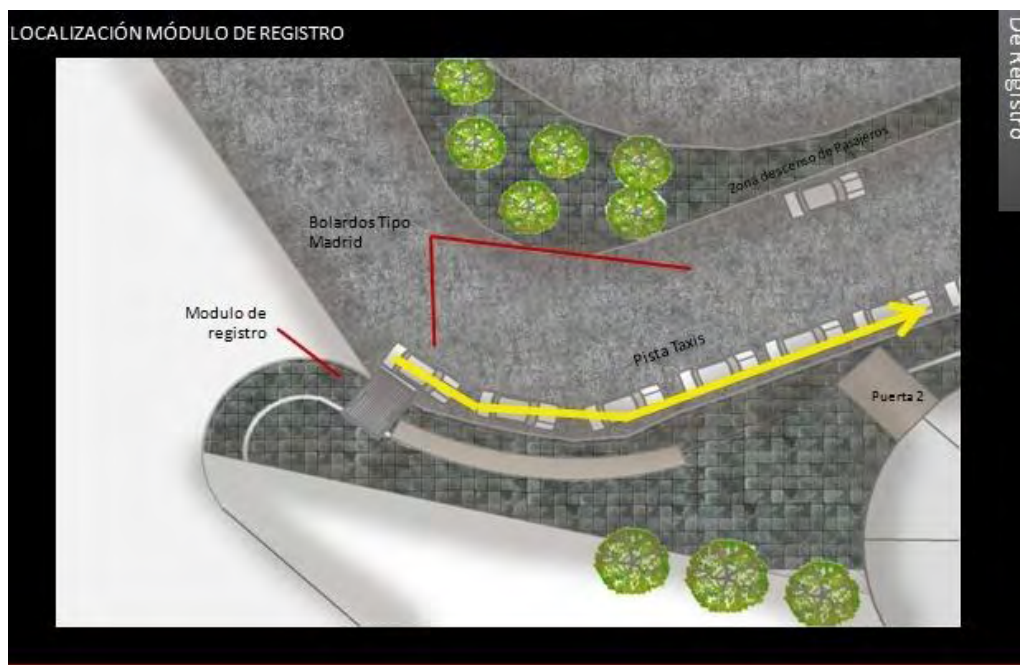 LOCALIZACIÓN MÓDULO DE REGISTRO
De Registro
Zona descenso de Pasajeros
Bolardos Tipo
Madrid
Modulo de
registro
Pista Taxis
Puerta 2